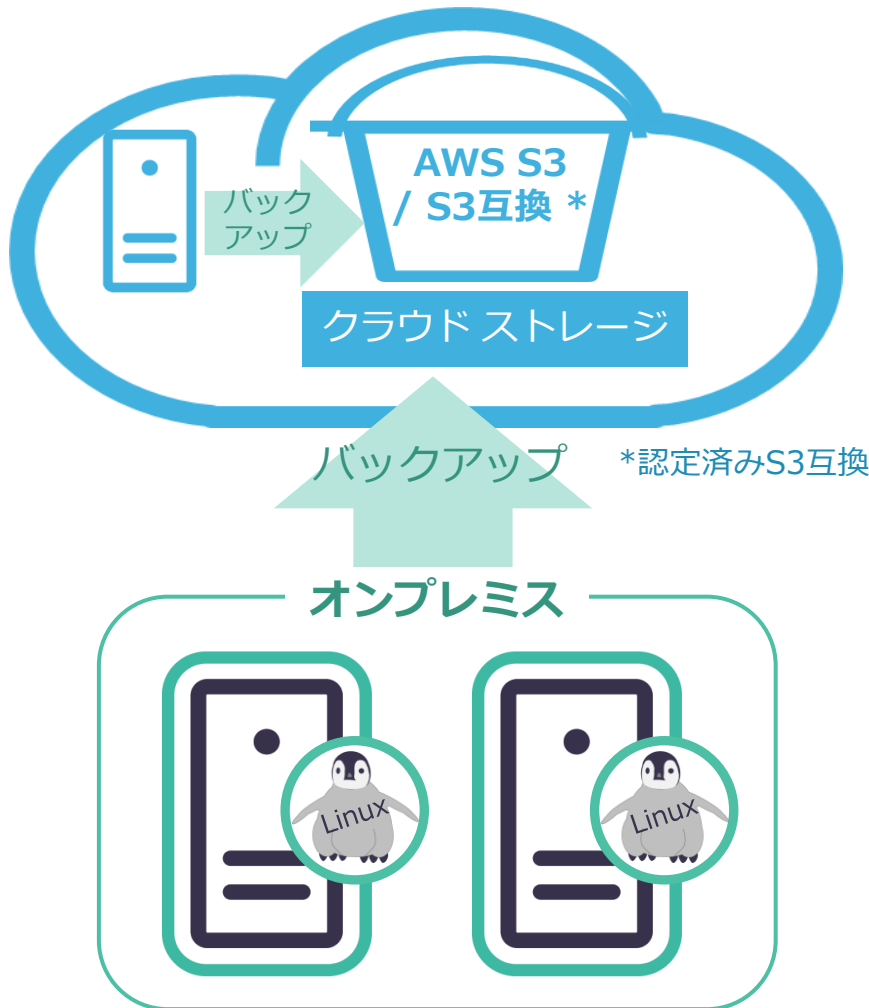 AWS S3
/ S3互換 *
バック
アップ
クラウド ストレージ
バックアップ
*認定済みS3互換
オンプレミス
Linux
Linux